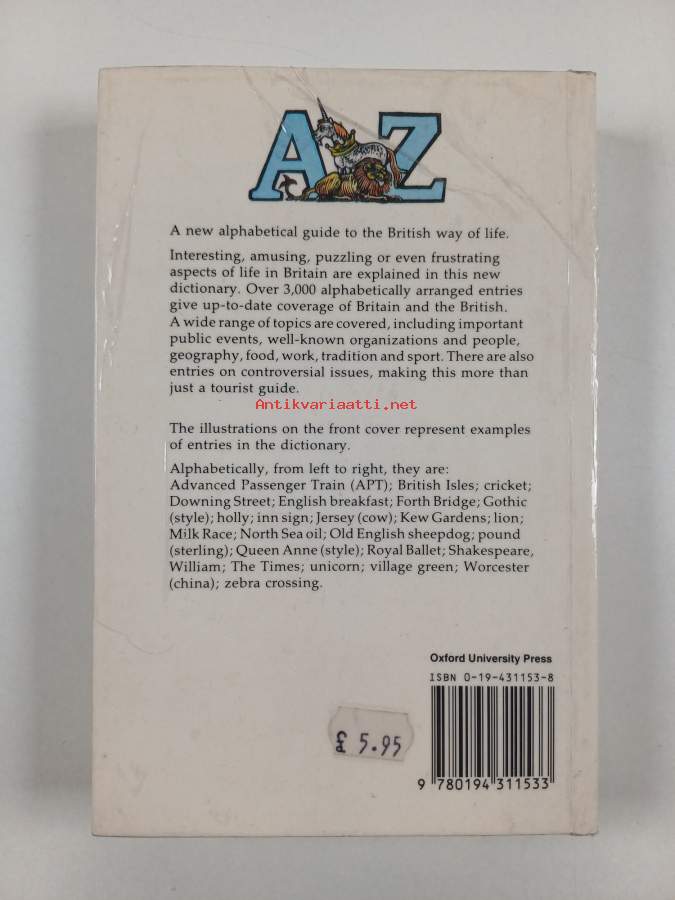 A Z
A new alphabetical guide to the British way of life.
Interesting, amusing, puzzling or even frustrating
aspects of life in Britain are explained in this new
dictionary. Over 3,000 alphabetically arranged entries
give up-to-date coverage of Britain and the British.
A wide range of topics are covered, including important
public events, well-known organizations and people,
geography, food, work, tradition and sport. There are also
entries on controversial issues, making this more than
just a tourist guide.
Antikvariaatti.net
The illustrations on the front cover represent examples
of entries in the dictionary.
Alphabetically, from left to right, they are:
Advanced Passenger Train (APT); British Isles; cricket;
Downing Street; English breakfast; Forth Bridge; Gothic
(style); holly; inn sign; Jersey (cow); Kew Gardens; lion;
Milk Race; North Sea oil; Old English sheepdog; pound
(sterling); Queen Anne (style); Royal Ballet; Shakespeare,
William; The Times; unicorn; village green; Worcester
(china); zebra crossing.
Oxford University Press
ISBN 0-19-431153-8
£ 5.95
9 780194 311533